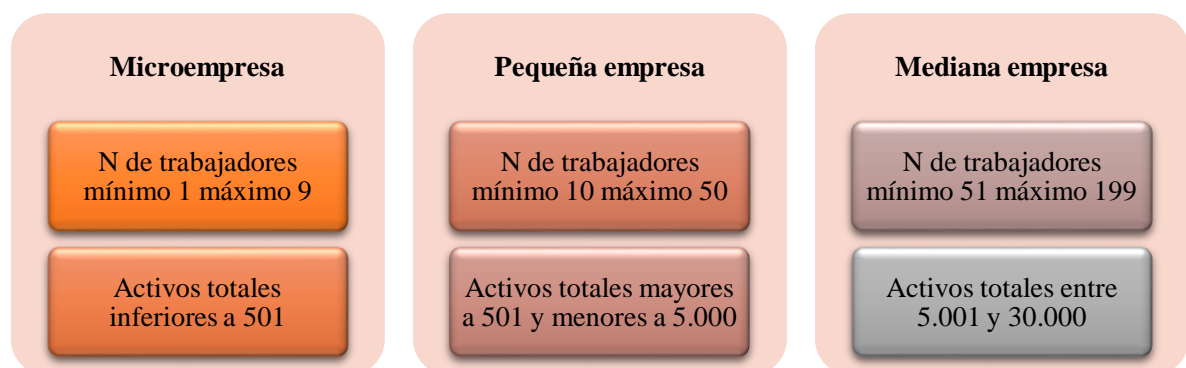 Microempresa
N de trabajadores
mínimo 1 máximo 9
Activos totales
inferiores a 501
Pequeña empresa
N de trabajadores
mínimo 10 máximo 50
Activos totales mayores
a 501 y menores a 5.000
Mediana empresa
N de trabajadores
mínimo 51 máximo 199
Activos totales entre
5.001 y 30.000